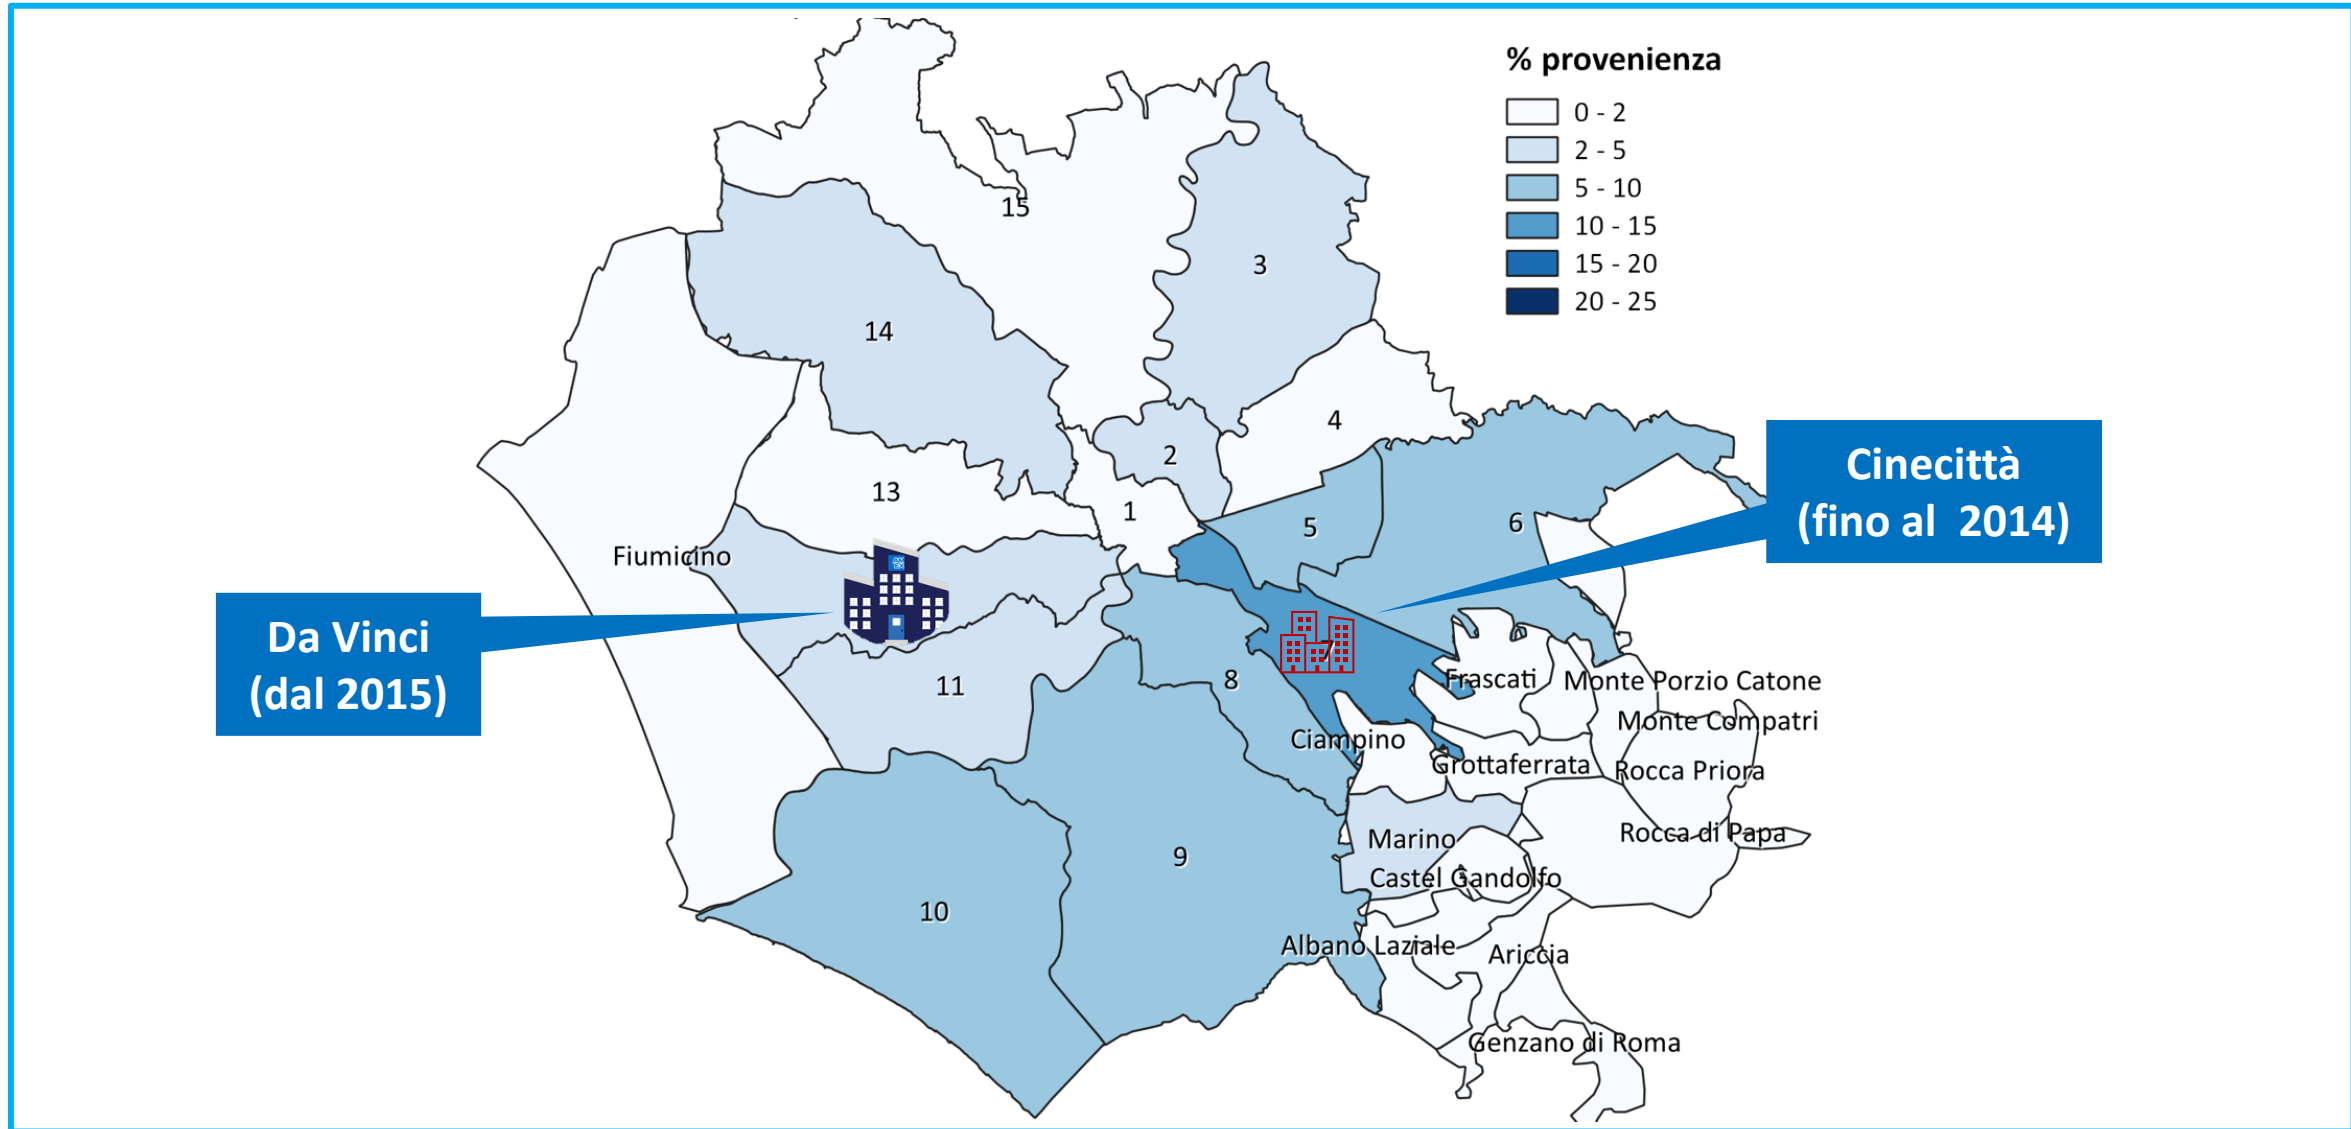 % provenienza
0 - 2
2 - 5
5 - 10
10 - 15
15 - 20
20 - 25
15
3
14
4
2
13
1
5
6
Cinecittà
(fino al 2014)
Fiumicino
Da Vinci
(dal 2015)
7
11
8
Frascati
Monte Porzio Catone
Monte Compatri
Ciampino
Grottaferrata
Rocca Priora
Rocca di Papa
Marino
9
Castel Gandolfo
10
Albano Laziale
Ariccia
Genzano di Roma